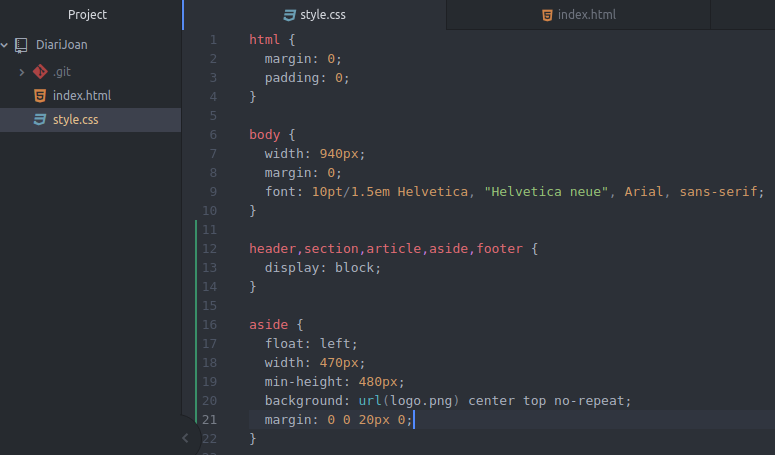 Project
style.css
index.html
DiariJoan
.git
index.html
style.css
1 html {
2 margin: 0;
3 padding: 0;
4 }
5
6 body {
7 width: 940px;
8 margin: 0;
9 font: 10pt/1.5em Helvetica, "Helvetica neue", Arial, sans-serif;
10 }
11
12 header,section,article,aside,footer {
13 display: block;
14 }
15
16 aside {
17 float: left;
18 width: 470px;
19 min-height: 480px;
20 background: url(logo.png) center top no-repeat;
21 margin: 0 0 20px 0;
22 }